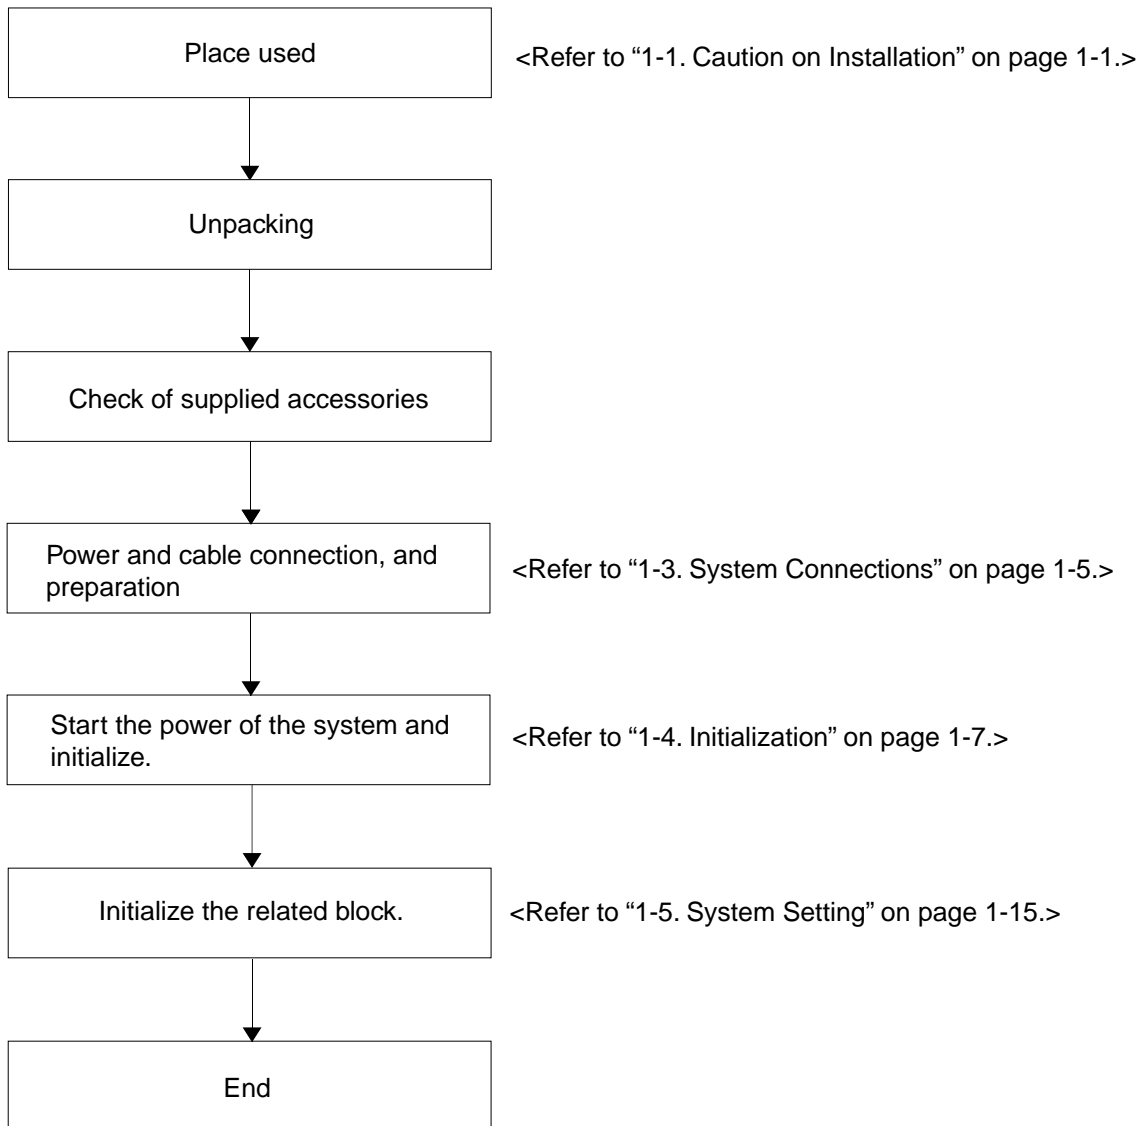 Place used
<Refer to “1-1. Caution on Installation” on page 1-1.>
Unpacking
Check of supplied accessories
Power and cable connection, and
preparation
<Refer to “1-3. System Connections” on page 1-5.>
Start the power of the system and
initialize.
<Refer to “1-4. Initialization” on page 1-7.>
Initialize the related block.
<Refer to “1-5. System Setting” on page 1-15.>
End